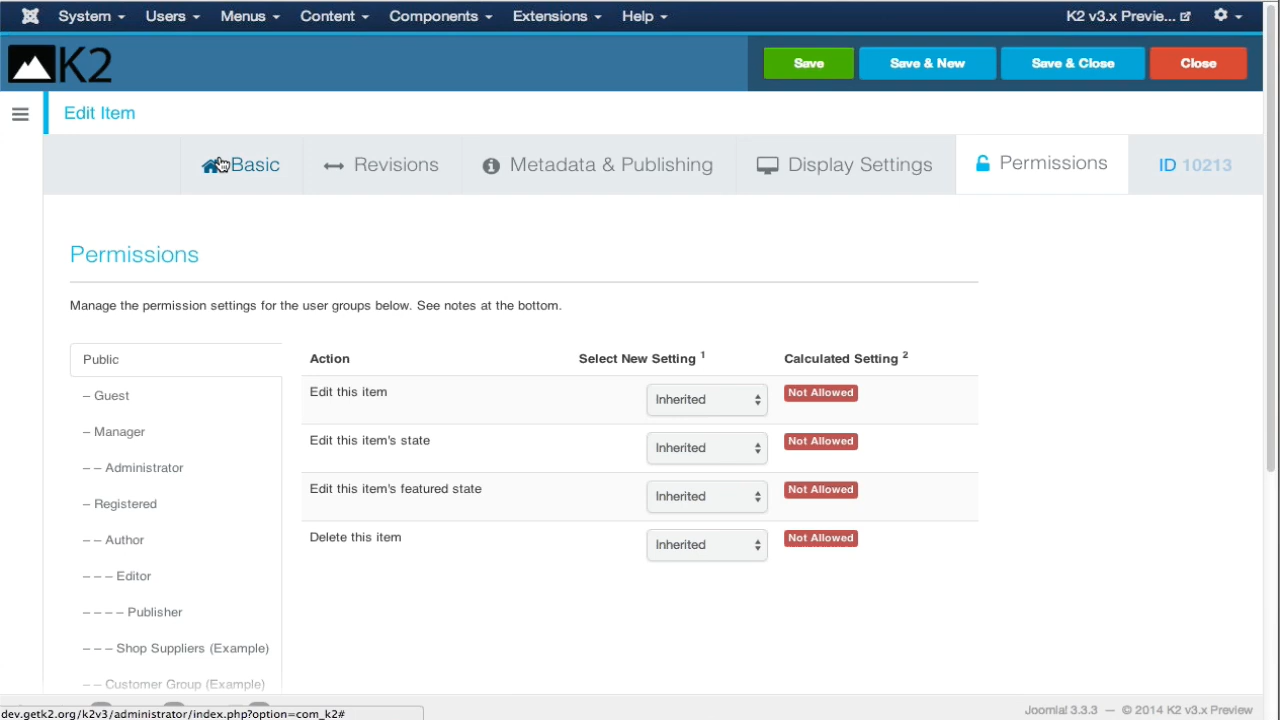 System Users Menus Content Components Extensions Help K2 v3.x Previe...
K2 Save Save & New Save & Close Close
Edit Item
Basic Revisions Metadata & Publishing Display Settings Permissions ID 10213
Permissions
Manage the permission settings for the user groups below. See notes at the bottom.
Public
– Guest
– Manager
– – Administrator
– Registered
– – Author
– – – Editor
– – – – Publisher
– – – Shop Suppliers (Example)
– – Customer Group (Example)
Action Select New Setting 1 Calculated Setting 2
Edit this item Inherited Not Allowed
Edit this item's state Inherited Not Allowed
Edit this item's featured state Inherited Not Allowed
Delete this item Inherited Not Allowed
dev.getk2.org/k2v3/administrator/index.php?option=com_k2#
Joomla! 3.3.3 — © 2014 K2 v3.x Preview